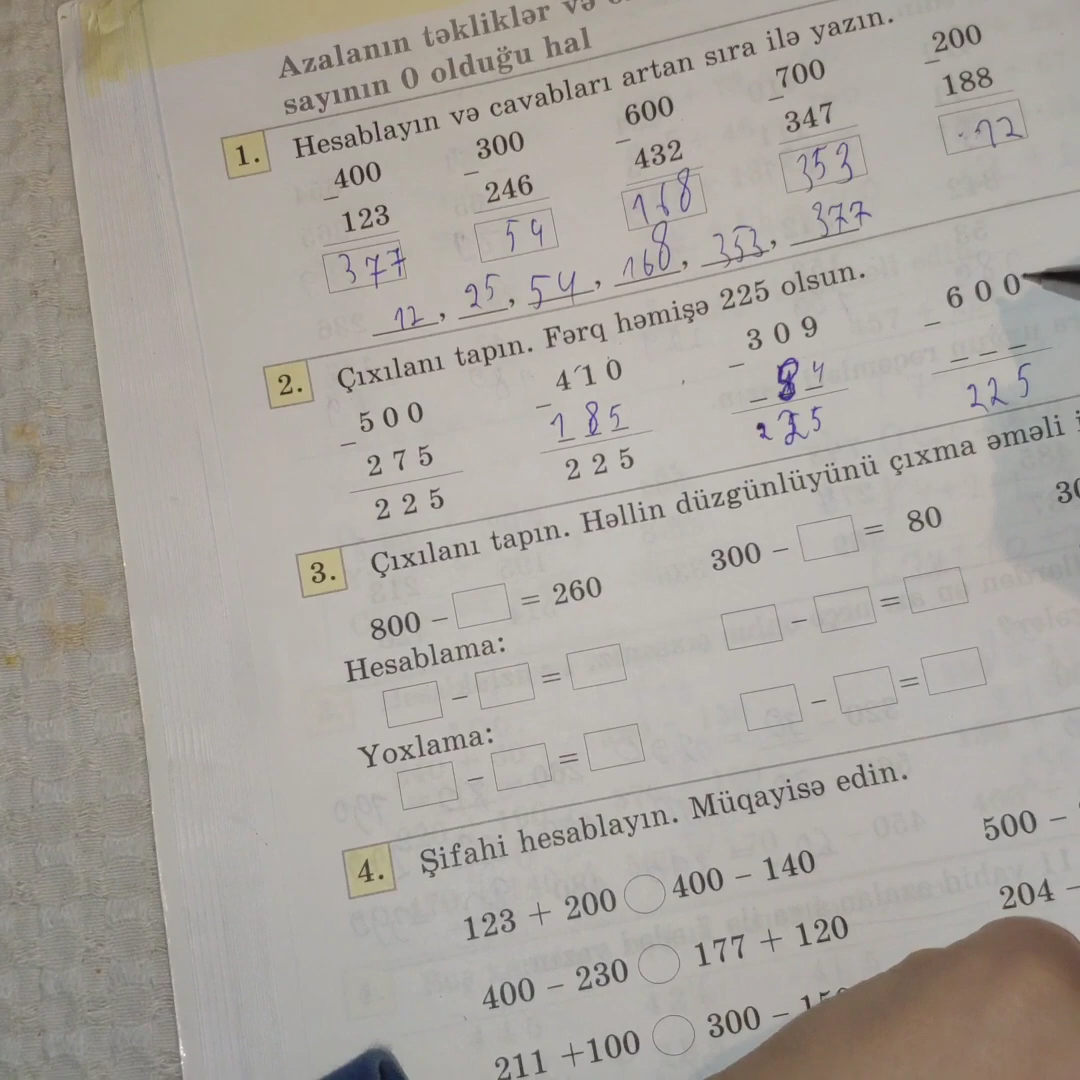 Azalanın təkliklər və
sayının 0 olduğu hal
1. Hesablayın və cavabları artan sıra ilə yazın.
400 300 600 700 200
− − − − −
123 246 432 347 188
377 54 168 353 12
12, 25, 54, 168, 353, 377
2. Çıxılanı tapın. Fərq həmişə 225 olsun.
500 410 309 600
− − − −
275 185 84 _ _ _
225 225 225 225
3. Çıxılanı tapın. Həllin düzgünlüyünü çıxma əməli
800 − □ = 260 300 − □ = 80
Hesablama:
□ − □ = □ □ − □ = □
Yoxlama:
□ − □ = □ □ − □ = □
4. Şifahi hesablayın. Müqayisə edin.
123 + 200 ○ 400 − 140 500 −
400 − 230 ○ 177 + 120 204 −
211 +100 ○ 300 −